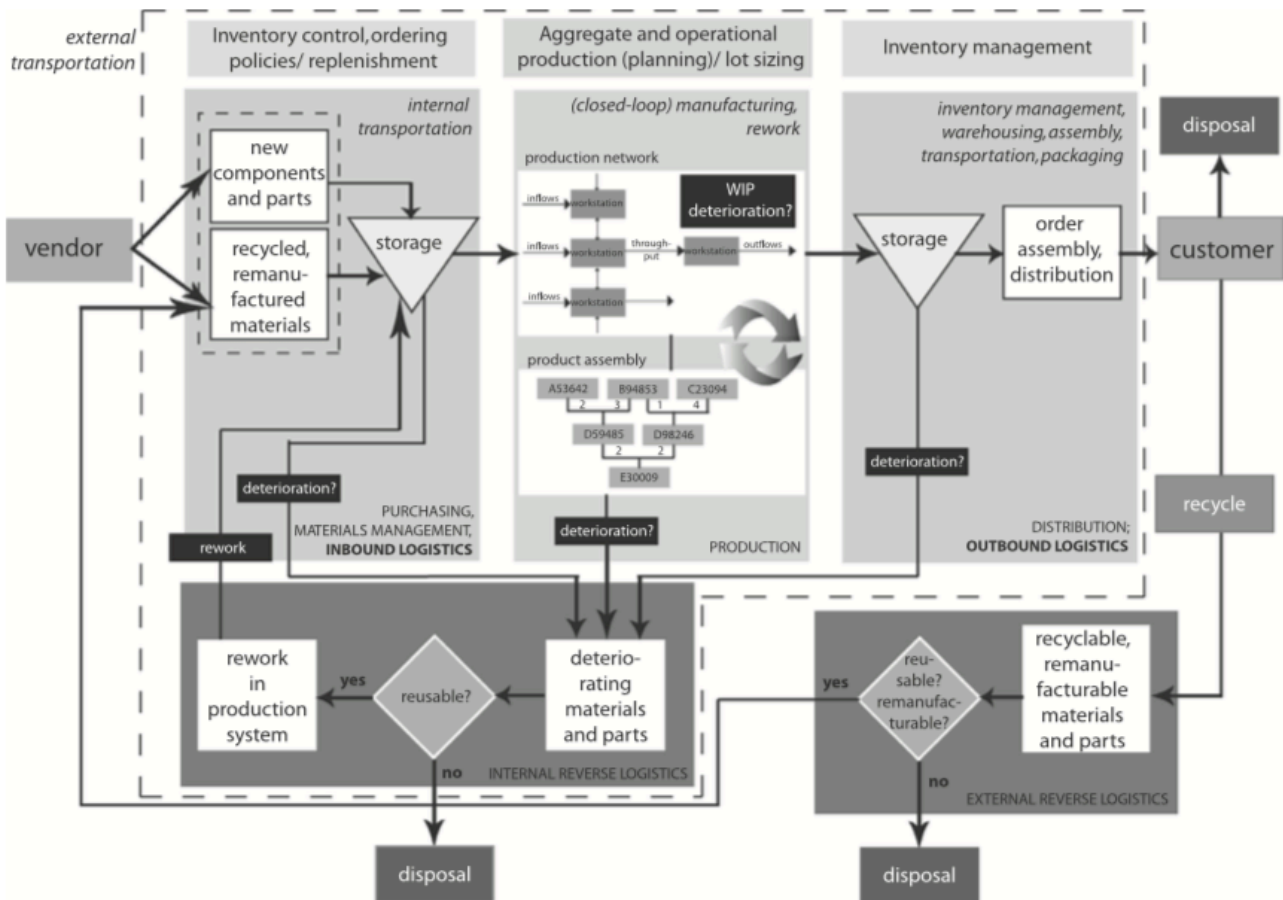 external
transportation
Inventory control, ordering
policies/ replenishment
Aggregate and operational
production (planning)/ lot sizing
Inventory management
internal
transportation
(closed-loop) manufacturing,
rework
inventory management,
warehousing, assembly,
transportation, packaging
disposal
vendor
new
components
and parts
recycled,
remanu-
factured
materials
storage
production network
inflows
workstation
WIP
deterioration?
inflows
workstation
through-
put
workstation
outflows
inflows
workstation
product assembly
A53642
B94853
C23094
2
3
1
4
D59485
D98246
2
2
E30009
storage
order
assembly,
distribution
customer
deterioration?
deterioration?
deterioration?
recycle
PURCHASING,
MATERIALS MANAGEMENT,
INBOUND LOGISTICS
PRODUCTION
DISTRIBUTION;
OUTBOUND LOGISTICS
rework
rework
in
production
system
yes
reusable?
no
deterio-
rating
materials
and parts
INTERNAL REVERSE LOGISTICS
disposal
yes
reu-
sable?
remanufac-
turable?
no
recyclable,
remanu-
facturable
materials
and parts
EXTERNAL REVERSE LOGISTICS
disposal